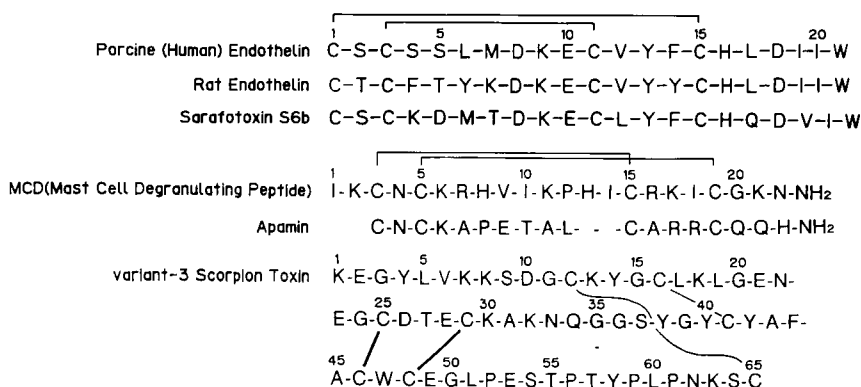 1 5 10 15 20
Porcine (Human) Endothelin C-S-C-S-S-L-M-D-K-E-C-V-Y-F-C-H-L-D-I-I-W
Rat Endothelin C-T-C-F-T-Y-K-D-K-E-C-V-Y-Y-C-H-L-D-I-I-W
Sarafotoxin S6b C-S-C-K-D-M-T-D-K-E-C-L-Y-F-C-H-Q-D-V-I-W
1 5 10 15 20
MCD(Mast Cell Degranulating Peptide) I-K-C-N-C-K-R-H-V-I-K-P-H-I-C-R-K-I-C-G-K-N-NH2
Apamin C-N-C-K-A-P-E-T-A-L- - -C-A-R-R-C-Q-Q-H-NH2
1 5 10 15 20
variant-3 Scorpion Toxin K-E-G-Y-L-V-K-K-S-D-G-C-K-Y-G-C-L-K-L-G-E-N-
25 30 35 40
E-G-C-D-T-E-C-K-A-K-N-Q-G-G-S-Y-G-Y-C-Y-A-F-
45 50 55 60 65
A-C-W-C-E-G-L-P-E-S-T-P-T-Y-P-L-P-N-K-S-C